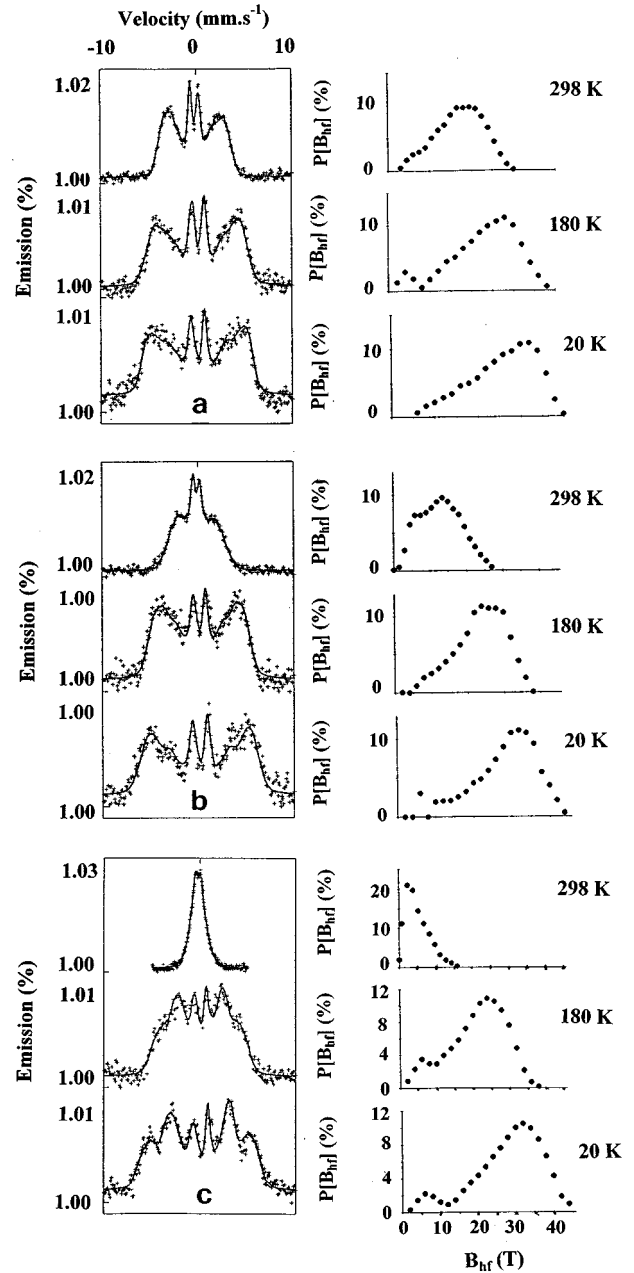 Velocity (mm.s-1)
-10 0 10
1.02
1.00
1.01
1.00
1.01
1.00
Emission (%)
a
P[Bhf] (%)
10
0
298 K
P[Bhf] (%)
10
0
180 K
P[Bhf] (%)
10
0
20 K
1.02
1.00
1.00
1.00
1.00
1.00
Emission (%)
b
P[Bhf] (%)
10
0
298 K
P[Bhf] (%)
10
0
180 K
P[Bhf] (%)
10
0
20 K
1.03
1.00
1.01
1.00
1.01
1.00
Emission (%)
c
P[Bhf] (%)
20
10
0
298 K
P[Bhf] (%)
12
8
4
0
180 K
P[Bhf] (%)
12
8
4
0
20 K
0 10 20 30 40
Bhf (T)